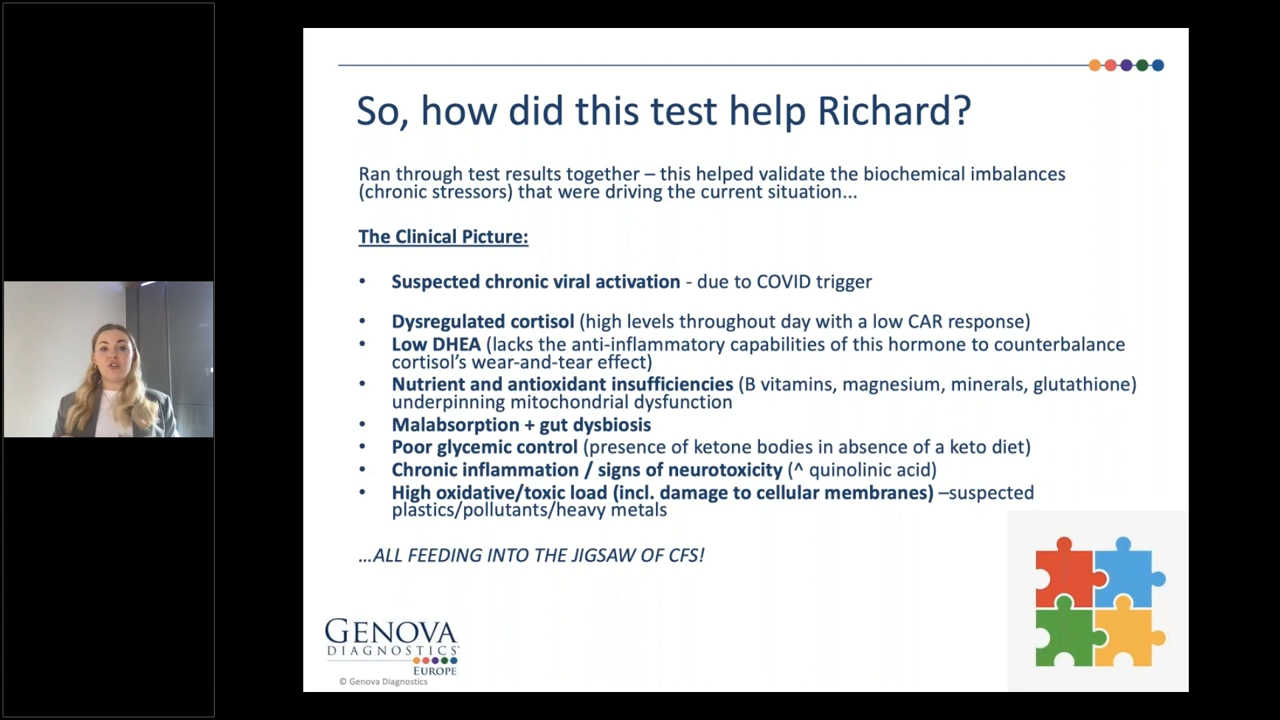 So, how did this test help Richard?
Ran through test results together – this helped validate the biochemical imbalances
(chronic stressors) that were driving the current situation...
The Clinical Picture:
• Suspected chronic viral activation - due to COVID trigger
• Dysregulated cortisol (high levels throughout day with a low CAR response)
• Low DHEA (lacks the anti-inflammatory capabilities of this hormone to counterbalance
cortisol's wear-and-tear effect)
• Nutrient and antioxidant insufficiencies (B vitamins, magnesium, minerals, glutathione)
underpinning mitochondrial dysfunction
• Malabsorption + gut dysbiosis
• Poor glycemic control (presence of ketone bodies in absence of a keto diet)
• Chronic inflammation / signs of neurotoxicity (^ quinolinic acid)
• High oxidative/toxic load (incl. damage to cellular membranes) –suspected
plastics/pollutants/heavy metals
...ALL FEEDING INTO THE JIGSAW OF CFS!
GENOVA
DIAGNOSTICS
EUROPE
© Genova Diagnostics